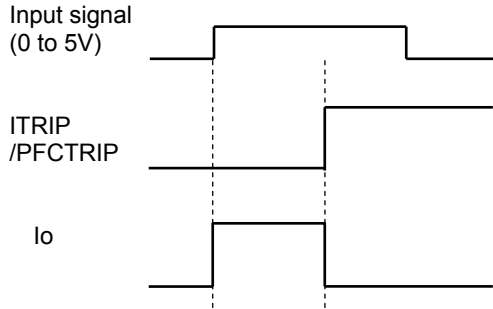 Input signal
(0 to 5V)
ITRIP
/PFCTRIP
Io